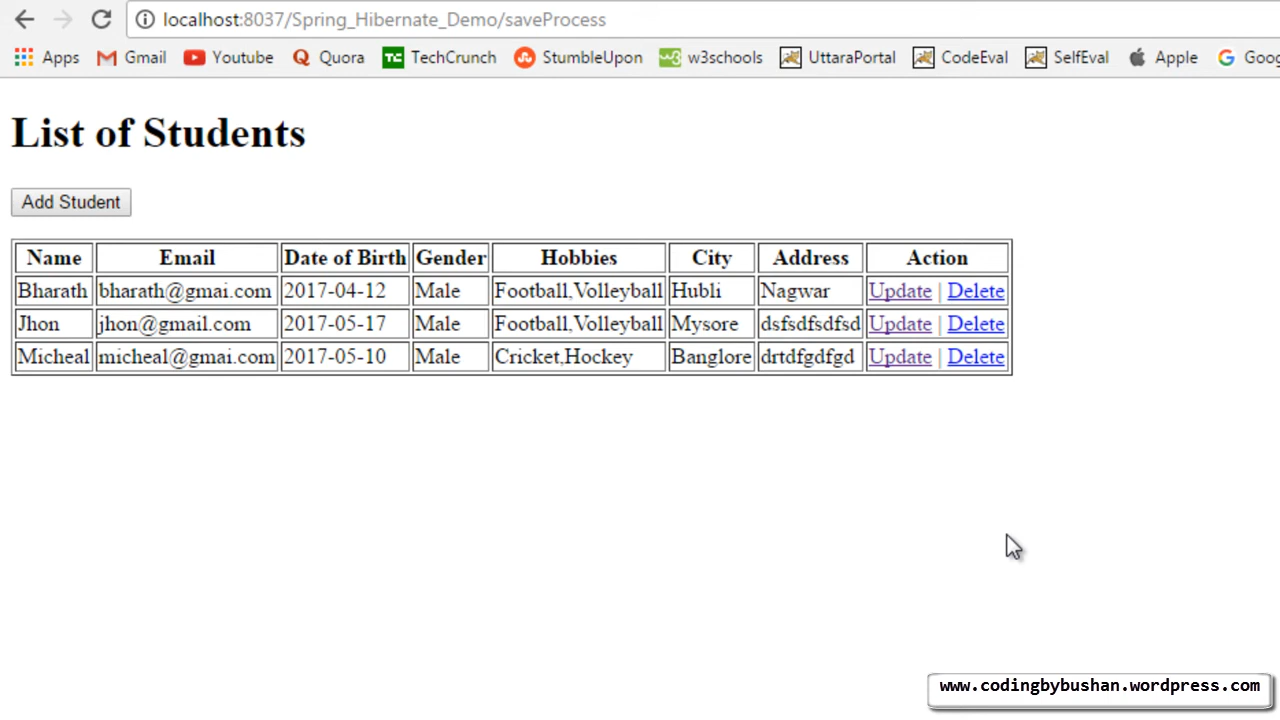 localhost:8037/Spring_Hibernate_Demo/saveProcess
Apps Gmail Youtube Quora TechCrunch StumbleUpon w3schools UttaraPortal CodeEval SelfEval Apple Goog
List of Students
Add Student
Name Email Date of Birth Gender Hobbies City Address Action
Bharath bharath@gmai.com 2017-04-12 Male Football,Volleyball Hubli Nagwar Update | Delete
Jhon jhon@gmail.com 2017-05-17 Male Football,Volleyball Mysore dsfsdfsdfsd Update | Delete
Micheal micheal@gmai.com 2017-05-10 Male Cricket,Hockey Banglore drtdfgdfgd Update | Delete
www.codingbybushan.wordpress.com